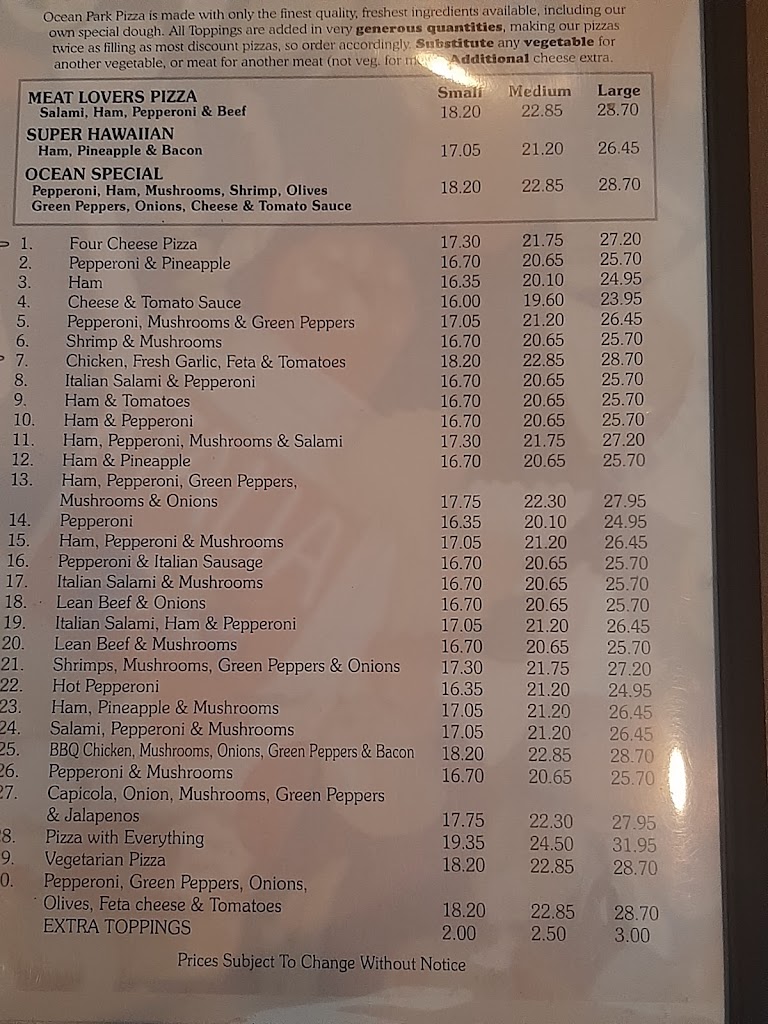 Ocean Park Pizza is made with only the finest quality, freshest ingredients available, including our
own special dough. All Toppings are added in very generous quantities, making our pizzas
twice as filling as most discount pizzas, so order accordingly. Substitute any vegetable for
another vegetable, or meat for another meat (not veg. for Additional cheese extra.
Small Medium Large
MEAT LOVERS PIZZA
Salami, Ham, Pepperoni & Beef 18.20 22.85 28.70
SUPER HAWAIIAN
Ham, Pineapple & Bacon 17.05 21.20 26.45
OCEAN SPECIAL
Pepperoni, Ham, Mushrooms, Shrimp, Olives 18.20 22.85 28.70
Green Peppers, Onions, Cheese & Tomato Sauce
1. Four Cheese Pizza 17.30 21.75 27.20
2. Pepperoni & Pineapple 16.70 20.65 25.70
3. Ham 16.35 20.10 24.95
4. Cheese & Tomato Sauce 16.00 19.60 23.95
5. Pepperoni, Mushrooms & Green Peppers 17.05 21.20 26.45
6. Shrimp & Mushrooms 16.70 20.65 25.70
7. Chicken, Fresh Garlic, Feta & Tomatoes 18.20 22.85 28.70
8. Italian Salami & Pepperoni 16.70 20.65 25.70
9. Ham & Tomatoes 16.70 20.65 25.70
10. Ham & Pepperoni 16.70 20.65 25.70
11. Ham, Pepperoni, Mushrooms & Salami 17.30 21.75 27.20
12. Ham & Pineapple 16.70 20.65 25.70
13. Ham, Pepperoni, Green Peppers,
Mushrooms & Onions 17.75 22.30 27.95
14. Pepperoni 16.35 20.10 24.95
15. Ham, Pepperoni & Mushrooms 17.05 21.20 26.45
16. Pepperoni & Italian Sausage 16.70 20.65 25.70
17. Italian Salami & Mushrooms 16.70 20.65 25.70
18. Lean Beef & Onions 16.70 20.65 25.70
19. Italian Salami, Ham & Pepperoni 17.05 21.20 26.45
20. Lean Beef & Mushrooms 16.70 20.65 25.70
21. Shrimps, Mushrooms, Green Peppers & Onions 17.30 21.75 27.20
22. Hot Pepperoni 16.35 21.20 24.95
23. Ham, Pineapple & Mushrooms 17.05 21.20 26.45
24. Salami, Pepperoni & Mushrooms 17.05 21.20 26.45
25. BBQ Chicken, Mushrooms, Onions, Green Peppers & Bacon 18.20 22.85 28.70
26. Pepperoni & Mushrooms 16.70 20.65 25.70
27. Capicola, Onion, Mushrooms, Green Peppers
& Jalapenos 17.75 22.30 27.95
8. Pizza with Everything 19.35 24.50 31.95
9. Vegetarian Pizza 18.20 22.85 28.70
0. Pepperoni, Green Peppers, Onions,
Olives, Feta cheese & Tomatoes 18.20 22.85 28.70
EXTRA TOPPINGS 2.00 2.50 3.00
Prices Subject To Change Without Notice